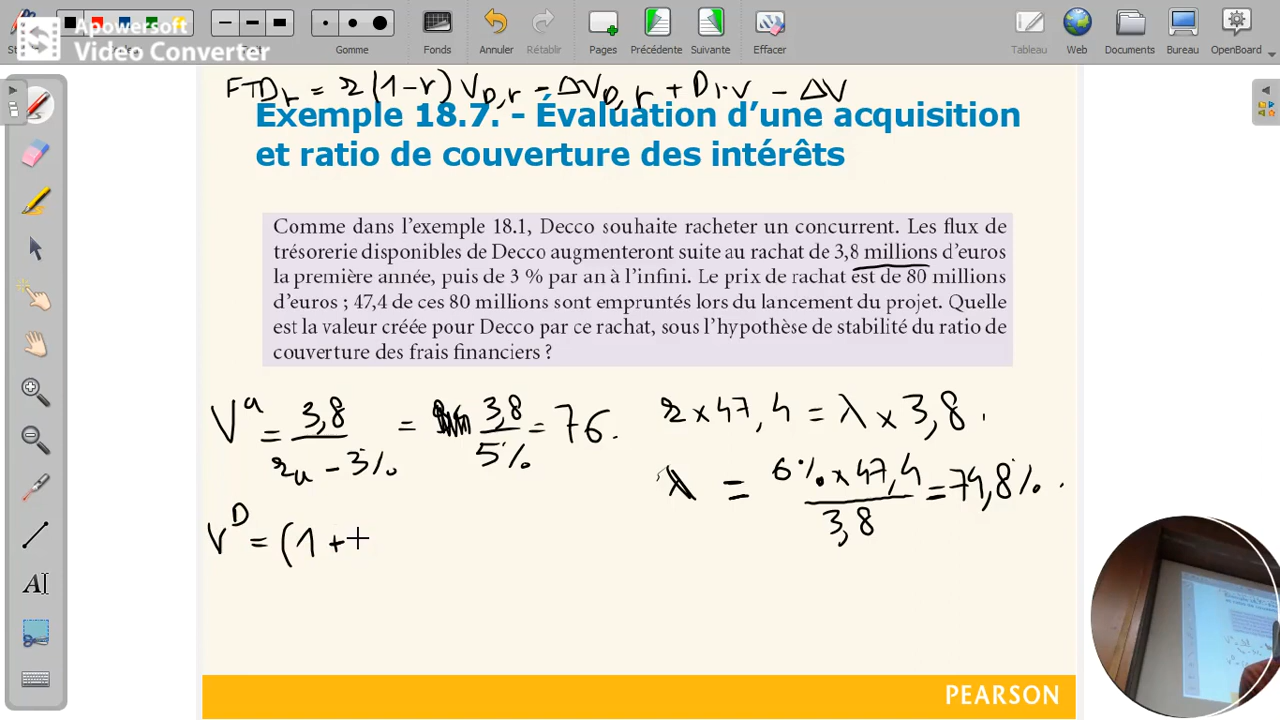 Apowersoft
Video Converter
Gomme
Fonds
Annuler
Rétablir
Pages
Précédente
Suivante
Effacer
Tableau
Web
Documents
Bureau
OpenBoard
FTD_r = r(1-r) V_D,r - ΔV_D,r + Div - ΔV
Exemple 18.7. - Évaluation d’une acquisition
et ratio de couverture des intérêts
Comme dans l’exemple 18.1, Decco souhaite racheter un concurrent. Les flux de
trésorerie disponibles de Decco augmenteront suite au rachat de 3,8 millions d’euros
la première année, puis de 3 % par an à l’infini. Le prix de rachat est de 80 millions
d’euros ; 47,4 de ces 80 millions sont empruntés lors du lancement du projet. Quelle
est la valeur créée pour Decco par ce rachat, sous l’hypothèse de stabilité du ratio de
couverture des frais financiers ?
V^u = 3,8 / (r_u - 3%) = 3,8 / 5% = 76.
r × 47,4 = λ × 3,8.
λ = 6% × 47,4 / 3,8 = 74,8%.
V^D = (1 +
AI
PEARSON